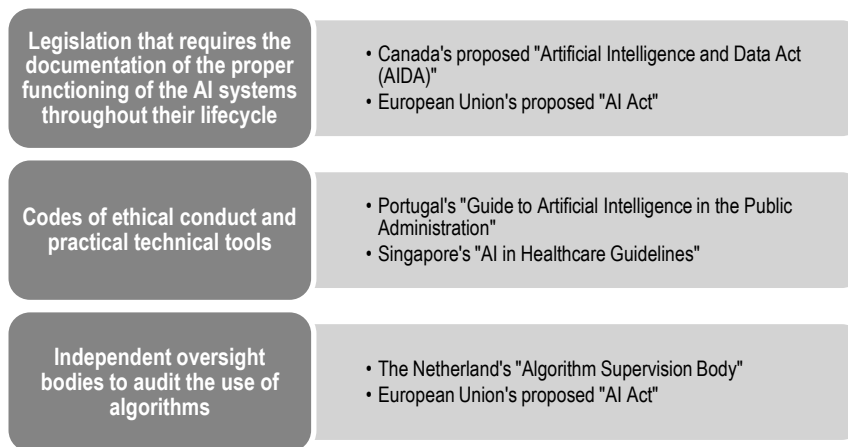 Legislation that requires the
documentation of the proper
functioning of the AI systems
throughout their lifecycle
• Canada's proposed "Artificial Intelligence and Data Act
(AIDA)"
• European Union's proposed "AI Act"
Codes of ethical conduct and
practical technical tools
• Portugal's "Guide to Artificial Intelligence in the Public
Administration"
• Singapore's "AI in Healthcare Guidelines"
Independent oversight
bodies to audit the use of
algorithms
• The Netherland's "Algorithm Supervision Body"
• European Union's proposed "AI Act"